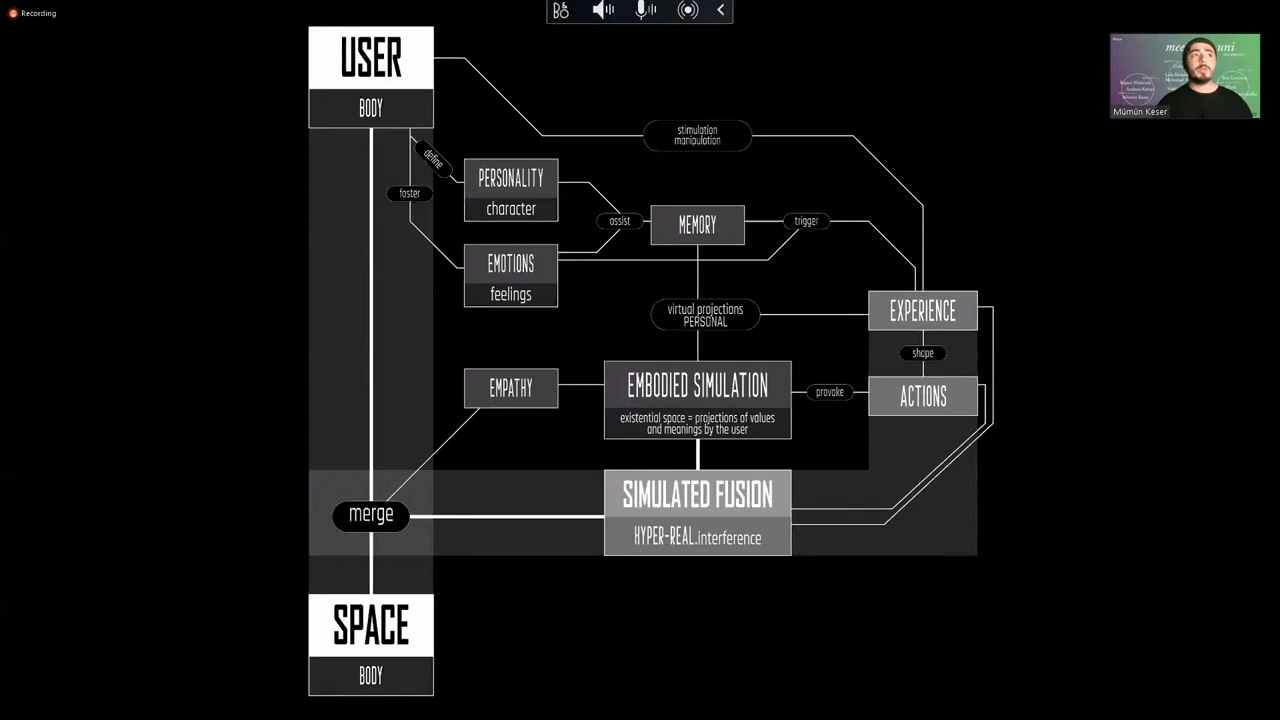 Recording
USER
BODY
define
foster
stimulation
manipulation
PERSONALITY
character
assist
MEMORY
trigger
EMOTIONS
feelings
virtual projections
PERSONAL
EXPERIENCE
shape
EMPATHY
EMBODIED SIMULATION
existential space = projections of values
and meanings by the user
provoke
ACTIONS
SIMULATED FUSION
HYPER-REAL.interference
merge
SPACE
BODY
Mümün Keser